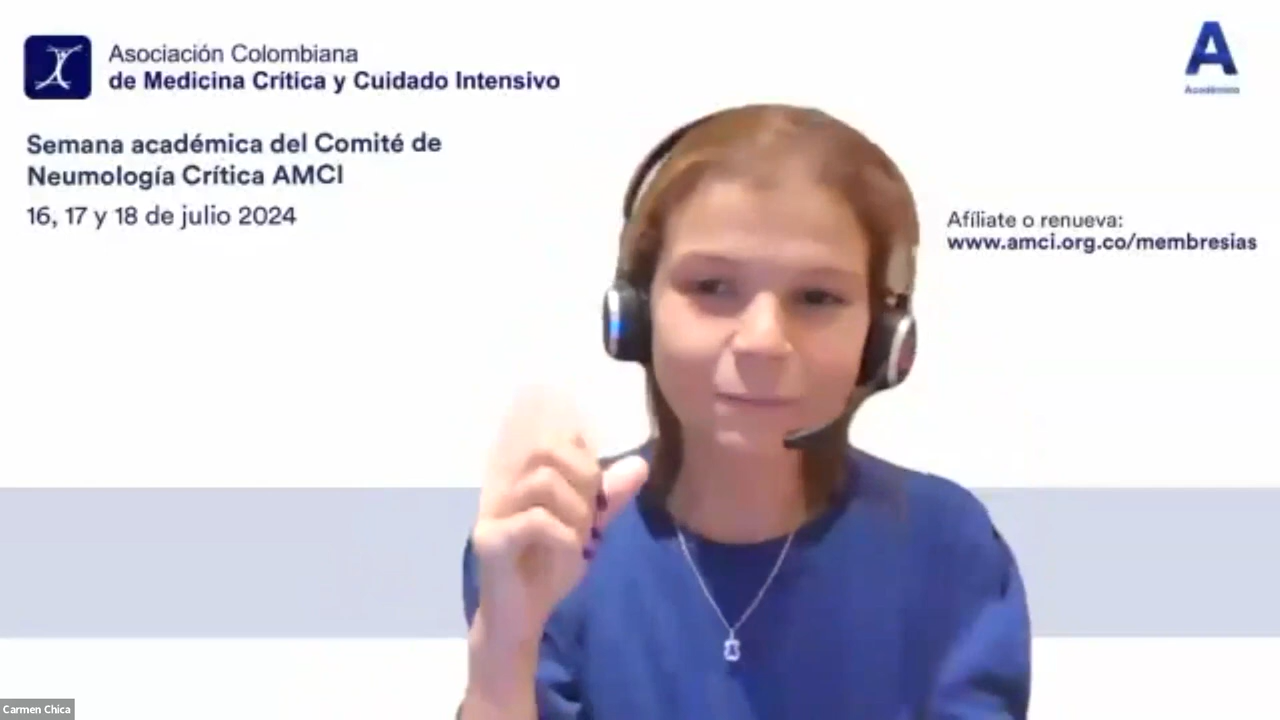 Asociación Colombiana
de Medicina Crítica y Cuidado Intensivo
A
Académico
Semana académica del Comité de
Neumología Crítica AMCI
16, 17 y 18 de julio 2024
Afíliate o renueva:
www.amci.org.co/membresias
Carmen Chica